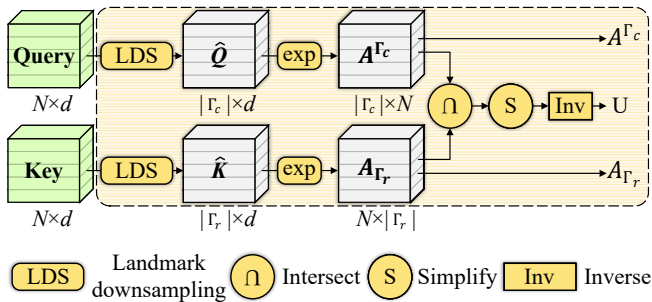 Query LDS Q̂ exp A^Γc A^Γc
N×d |Γc|×d |Γc|×N
∩ S Inv U
Key LDS K̂ exp A_Γr A_Γr
N×d |Γr|×d N×|Γr|
LDS Landmark downsampling ∩ Intersect S Simplify Inv Inverse